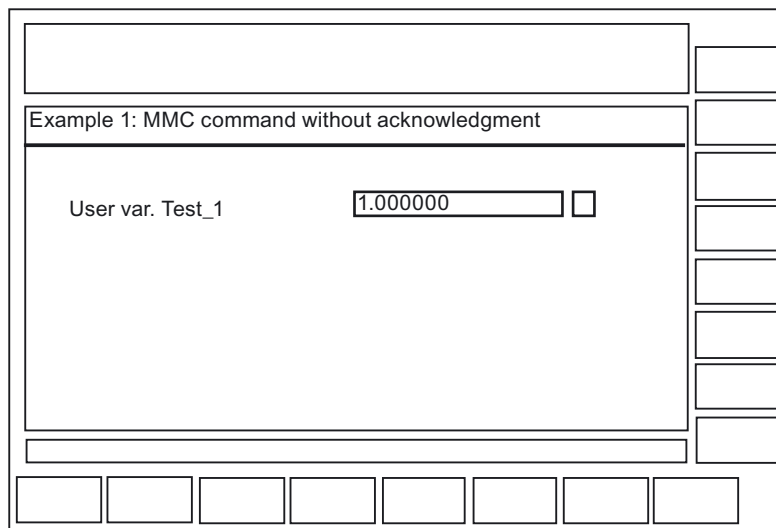 Example 1: MMC command without acknowledgment
User var. Test_1 1.000000